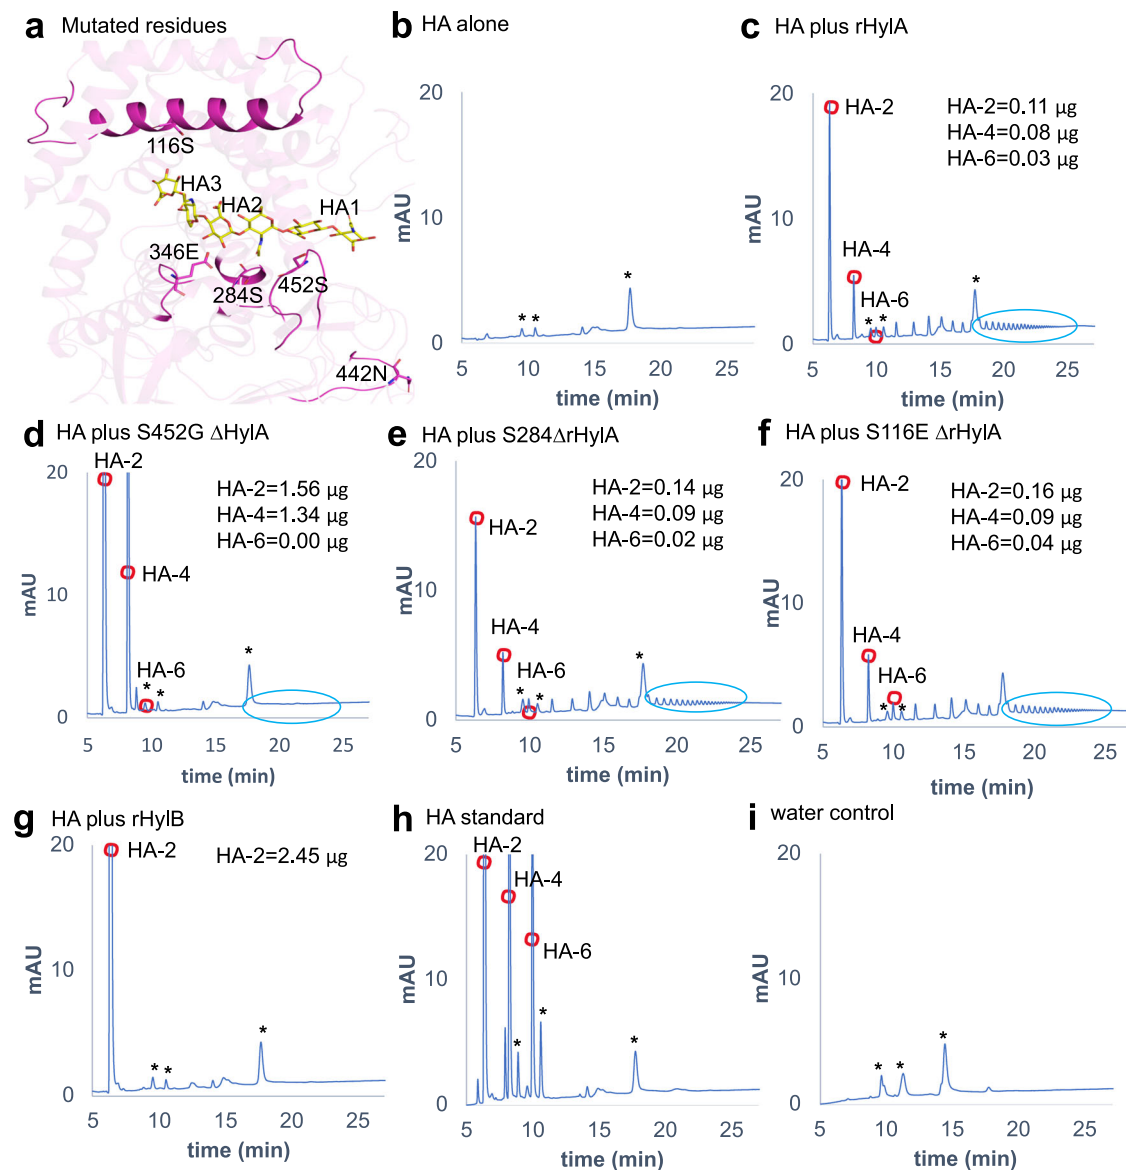 a Mutated residues
116S
HA3
HA2
HA1
346E
284S
452S
442N
b HA alone
20
10
0
mAU
* *
*
5 10 15 20 25
time (min)
c HA plus rHylA
20
10
0
mAU
HA-2
HA-2=0.11 µg
HA-4=0.08 µg
HA-6=0.03 µg
HA-4
HA-6
* *
*
5 10 15 20 25
time (min)
d HA plus S452G ΔHylA
HA-2
20
10
0
mAU
HA-2=1.56 µg
HA-4=1.34 µg
HA-6=0.00 µg
HA-4
HA-6
* *
*
5 10 15 20 25
time (min)
e HA plus S284ΔrHylA
20
10
0
mAU
HA-2=0.14 µg
HA-4=0.09 µg
HA-6=0.02 µg
HA-2
HA-4
HA-6
* *
*
5 10 15 20 25
time (min)
f HA plus S116E ΔrHylA
20
10
0
mAU
HA-2
HA-2=0.16 µg
HA-4=0.09 µg
HA-6=0.04 µg
HA-4
HA-6
* *
5 10 15 20 25
time (min)
g HA plus rHylB
20
10
0
mAU
HA-2
HA-2=2.45 µg
* *
*
5 10 15 20 25
time (min)
h HA standard
HA-2
20
10
0
mAU
HA-4
HA-6
* *
*
5 10 15 20 25
time (min)
i water control
20
10
0
mAU
* * *
5 10 15 20 25
time (min)